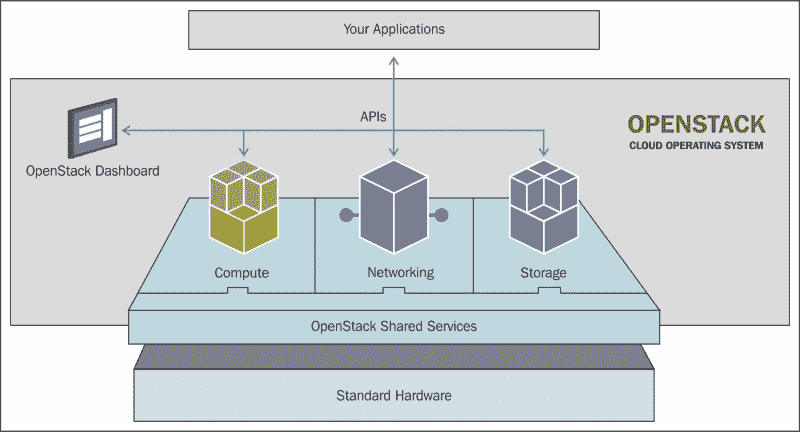 Your Applications
APIs
OPENSTACK
CLOUD OPERATING SYSTEM
OpenStack Dashboard
Compute
Networking
Storage
OpenStack Shared Services
Standard Hardware